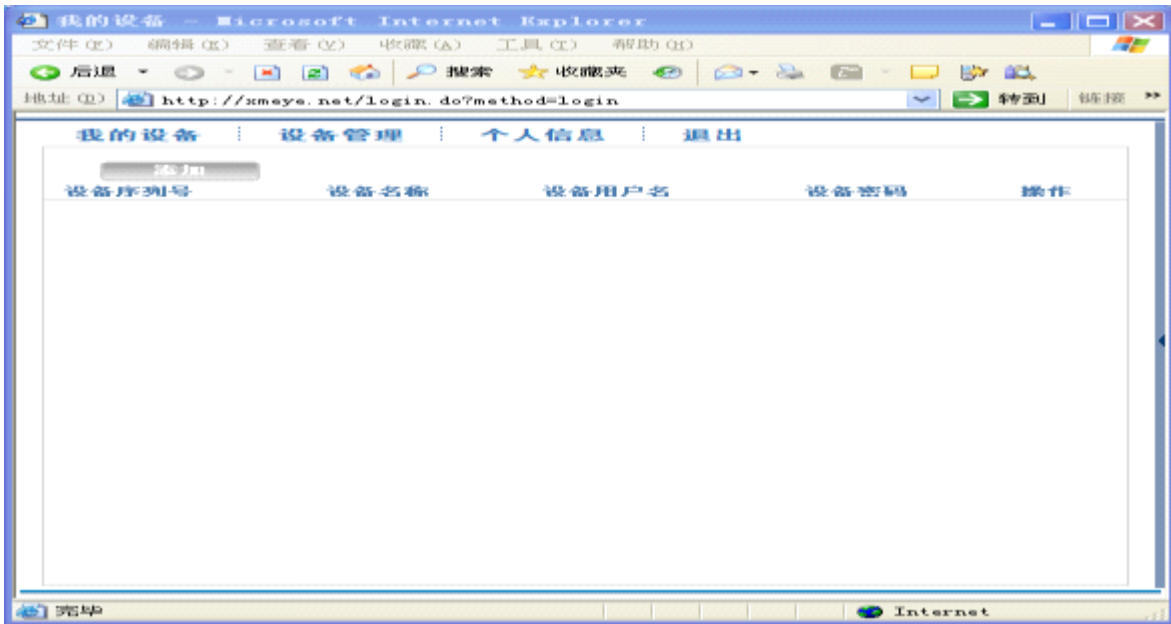 我的设备 - Microsoft Internet Explorer
文件(F) 编辑(E) 查看(V) 收藏(A) 工具(T) 帮助(H)
后退 搜索 收藏夹
地址(D) http://xmeye.net/login.do?method=login 转到 链接 »
我的设备 设备管理 个人信息 退出
添加
设备序列号 设备名称 设备用户名 设备密码 操作
完毕 Internet